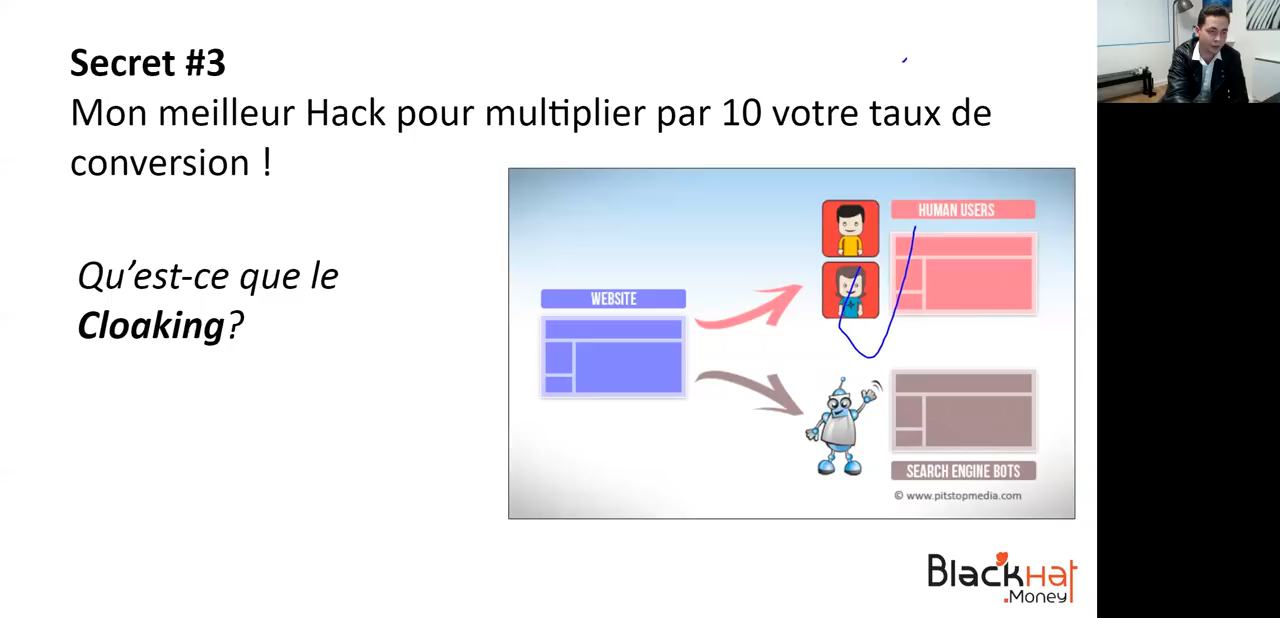 Secret #3
Mon meilleur Hack pour multiplier par 10 votre taux de
conversion !
Qu'est-ce que le
Cloaking?
WEBSITE
HUMAN USERS
SEARCH ENGINE BOTS
© www.pitstopmedia.com
BlackHat
.Money